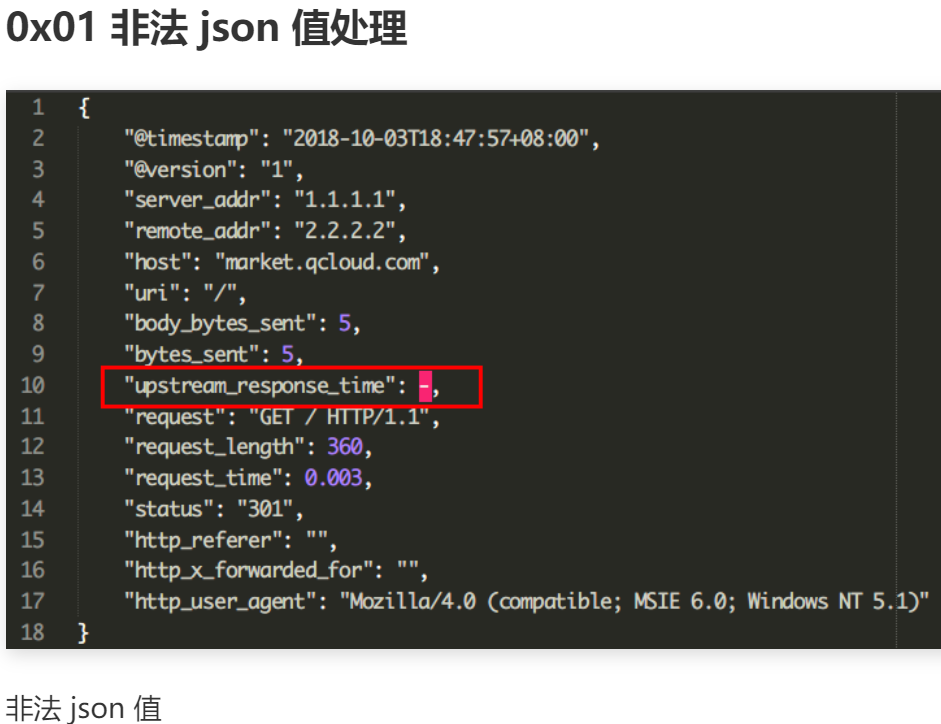 0x01 非法 json 值处理
1 {
2 "@timestamp": "2018-10-03T18:47:57+08:00",
3 "@version": "1",
4 "server_addr": "1.1.1.1",
5 "remote_addr": "2.2.2.2",
6 "host": "market.qcloud.com",
7 "uri": "/",
8 "body_bytes_sent": 5,
9 "bytes_sent": 5,
10 "upstream_response_time": -,
11 "request": "GET / HTTP/1.1",
12 "request_length": 360,
13 "request_time": 0.003,
14 "status": "301",
15 "http_referer": "",
16 "http_x_forwarded_for": "",
17 "http_user_agent": "Mozilla/4.0 (compatible; MSIE 6.0; Windows NT 5.1)"
18 }
非法 json 值